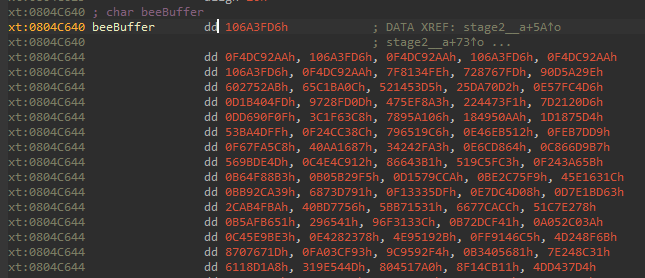 xt:0804C640 ; char beeBuffer
xt:0804C640 beeBuffer dd 106A3FD6h ; DATA XREF: stage2__a+5A↑o
xt:0804C640 ; stage2__a+73↑o ...
xt:0804C644 dd 0F4DC92AAh, 106A3FD6h, 0F4DC92AAh, 106A3FD6h, 0F4DC92AAh
xt:0804C644 dd 106A3FD6h, 0F4DC92AAh, 7F8134FEh, 728767FDh, 90D5A29Eh
xt:0804C644 dd 602752ABh, 65C1BA0Ch, 521453D5h, 25DA70D2h, 0E57FC4D6h
xt:0804C644 dd 0D1B404FDh, 9728FD0Dh, 475EF8A3h, 224473F1h, 7D2120D6h
xt:0804C644 dd 0DD690F0Fh, 3C1F63C8h, 7895A106h, 184950AAh, 1D1875D4h
xt:0804C644 dd 53BA4DFFh, 0F24CC38Ch, 796519C6h, 0E46EB512h, 0FEB7DD9h
xt:0804C644 dd 0F67FA5C8h, 40AA1687h, 34242FA3h, 0E6CD864h, 0C866D9B7h
xt:0804C644 dd 569BDE4Dh, 0C4E4C912h, 86643B1h, 519C5FC3h, 0F243A65Bh
xt:0804C644 dd 0B64F88B3h, 0B05B29F5h, 0D1579CCAh, 0BE2C75F9h, 45E1631Ch
xt:0804C644 dd 0BB92CA39h, 6873D791h, 0F13335DFh, 0E7DC4D08h, 0D7E1BD63h
xt:0804C644 dd 2CAB4FBAh, 40BD7756h, 5BB71531h, 6677CACCh, 51C7E278h
xt:0804C644 dd 0B5AFB651h, 296541h, 96F3133Ch, 0B72DCF41h, 0A052C03Ah
xt:0804C644 dd 0C45E9BE3h, 0E4282378h, 4E95192Bh, 0FF9146C5h, 4D248F6Bh
xt:0804C644 dd 8707671Dh, 0FA03CF93h, 9C9592F4h, 0B3405681h, 7E248C31h
xt:0804C644 dd 6118D1A8h, 319E544Dh, 804517A0h, 8F14CB11h, 4DD437D4h